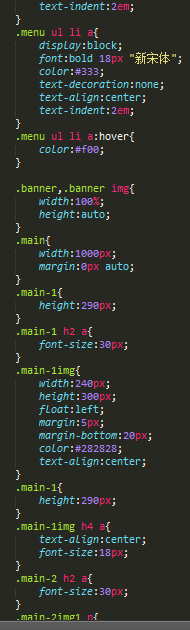 text-indent:2em;
}
.menu ul li a{
display:block;
font:bold 18px "新宋体";
color:#333;
text-decoration:none;
text-align:center;
text-indent:2em;
}
.menu ul li a:hover{
color:#f00;
}
.banner,.banner img{
width:100%;
height:auto;
}
.main{
width:1000px;
margin:0px auto;
}
.main-1{
height:290px;
}
.main-1 h2 a{
font-size:30px;
}
.main-1img{
width:240px;
height:300px;
float:left;
margin:5px;
margin-bottom:20px;
color:#282828;
text-align:center;
}
.main-1{
height:290px;
}
.main-1img h4 a{
text-align:center;
font-size:18px;
}
.main-2 h2 a{
font-size:30px;
}
.main-2img1 p{